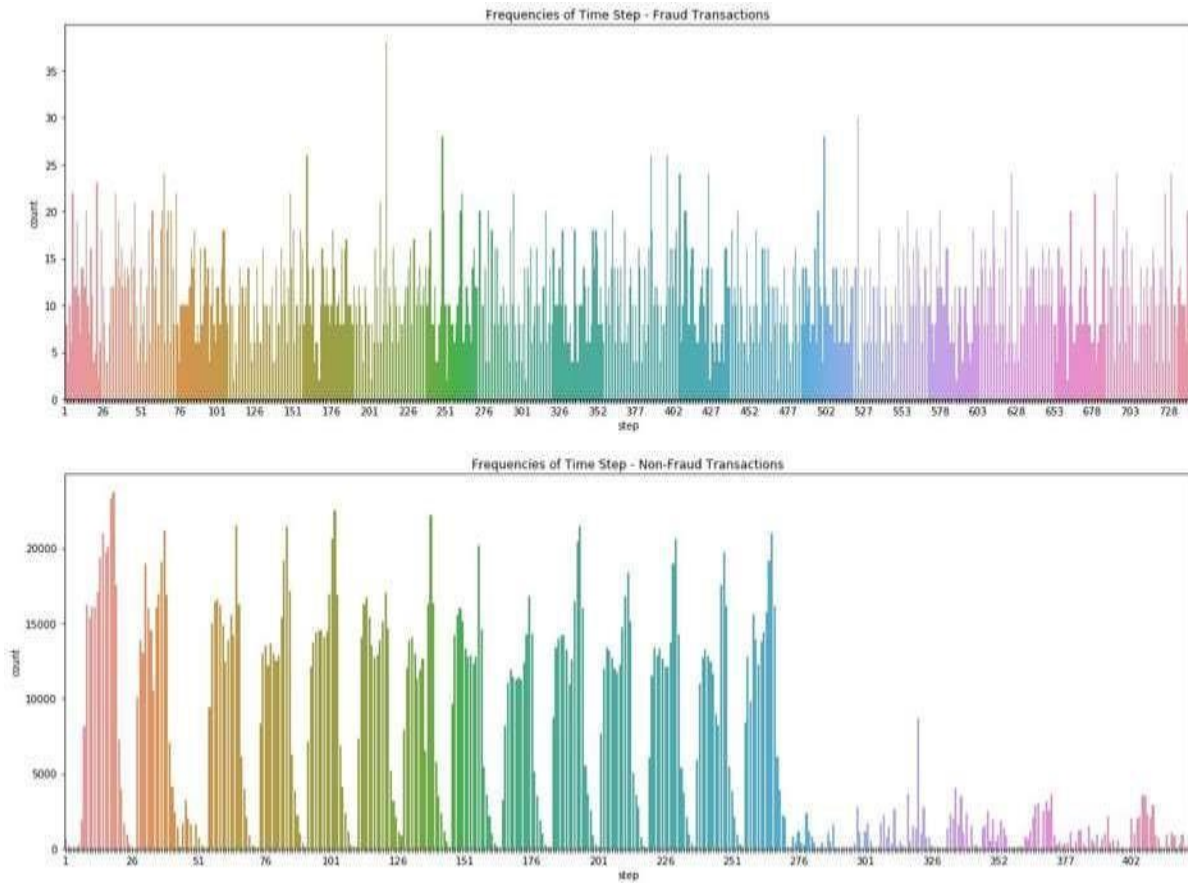 Frequencies of Time Step - Fraud Transactions
35
30
25
20
15
10
5
0
count
1 26 51 76 101 126 151 176 201 226 251 276 301 326 352 377 402 427 452 477 502 527 553 578 603 628 653 678 703 728
step
Frequencies of Time Step - Non-Fraud Transactions
20000
15000
10000
5000
0
count
1 26 51 76 101 126 151 176 201 226 251 276 301 326 352 377 402
step